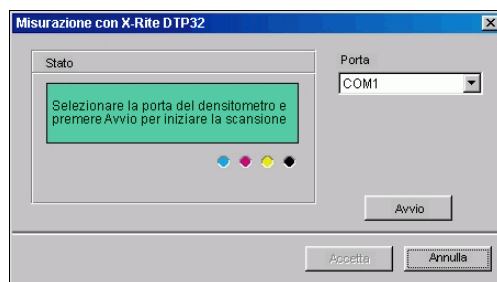 Misurazione con X-Rite DTP32
Stato
Selezionare la porta del densitometro e
premere Avvio per iniziare la scansione
Porta
COM1
Avvio
Accetta
Annulla